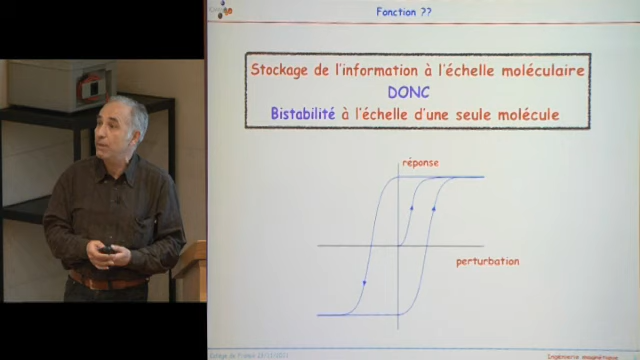 Fonction ??
Stockage de l'information à l'échelle moléculaire
DONC
Bistabilité à l'échelle d'une seule molécule
réponse
perturbation
Ingénierie magnétique